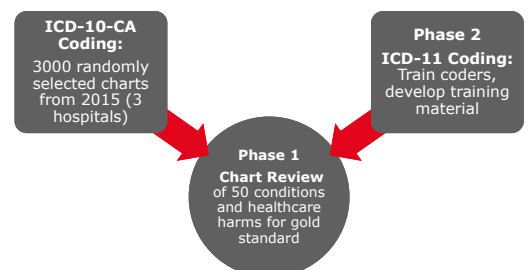 ICD-10-CA
Coding:
3000 randomly
selected charts
from 2015 (3
hospitals)
Phase 2
ICD-11 Coding:
Train coders,
develop training
material
Phase 1
Chart Review
of 50 conditions
and healthcare
harms for gold
standard